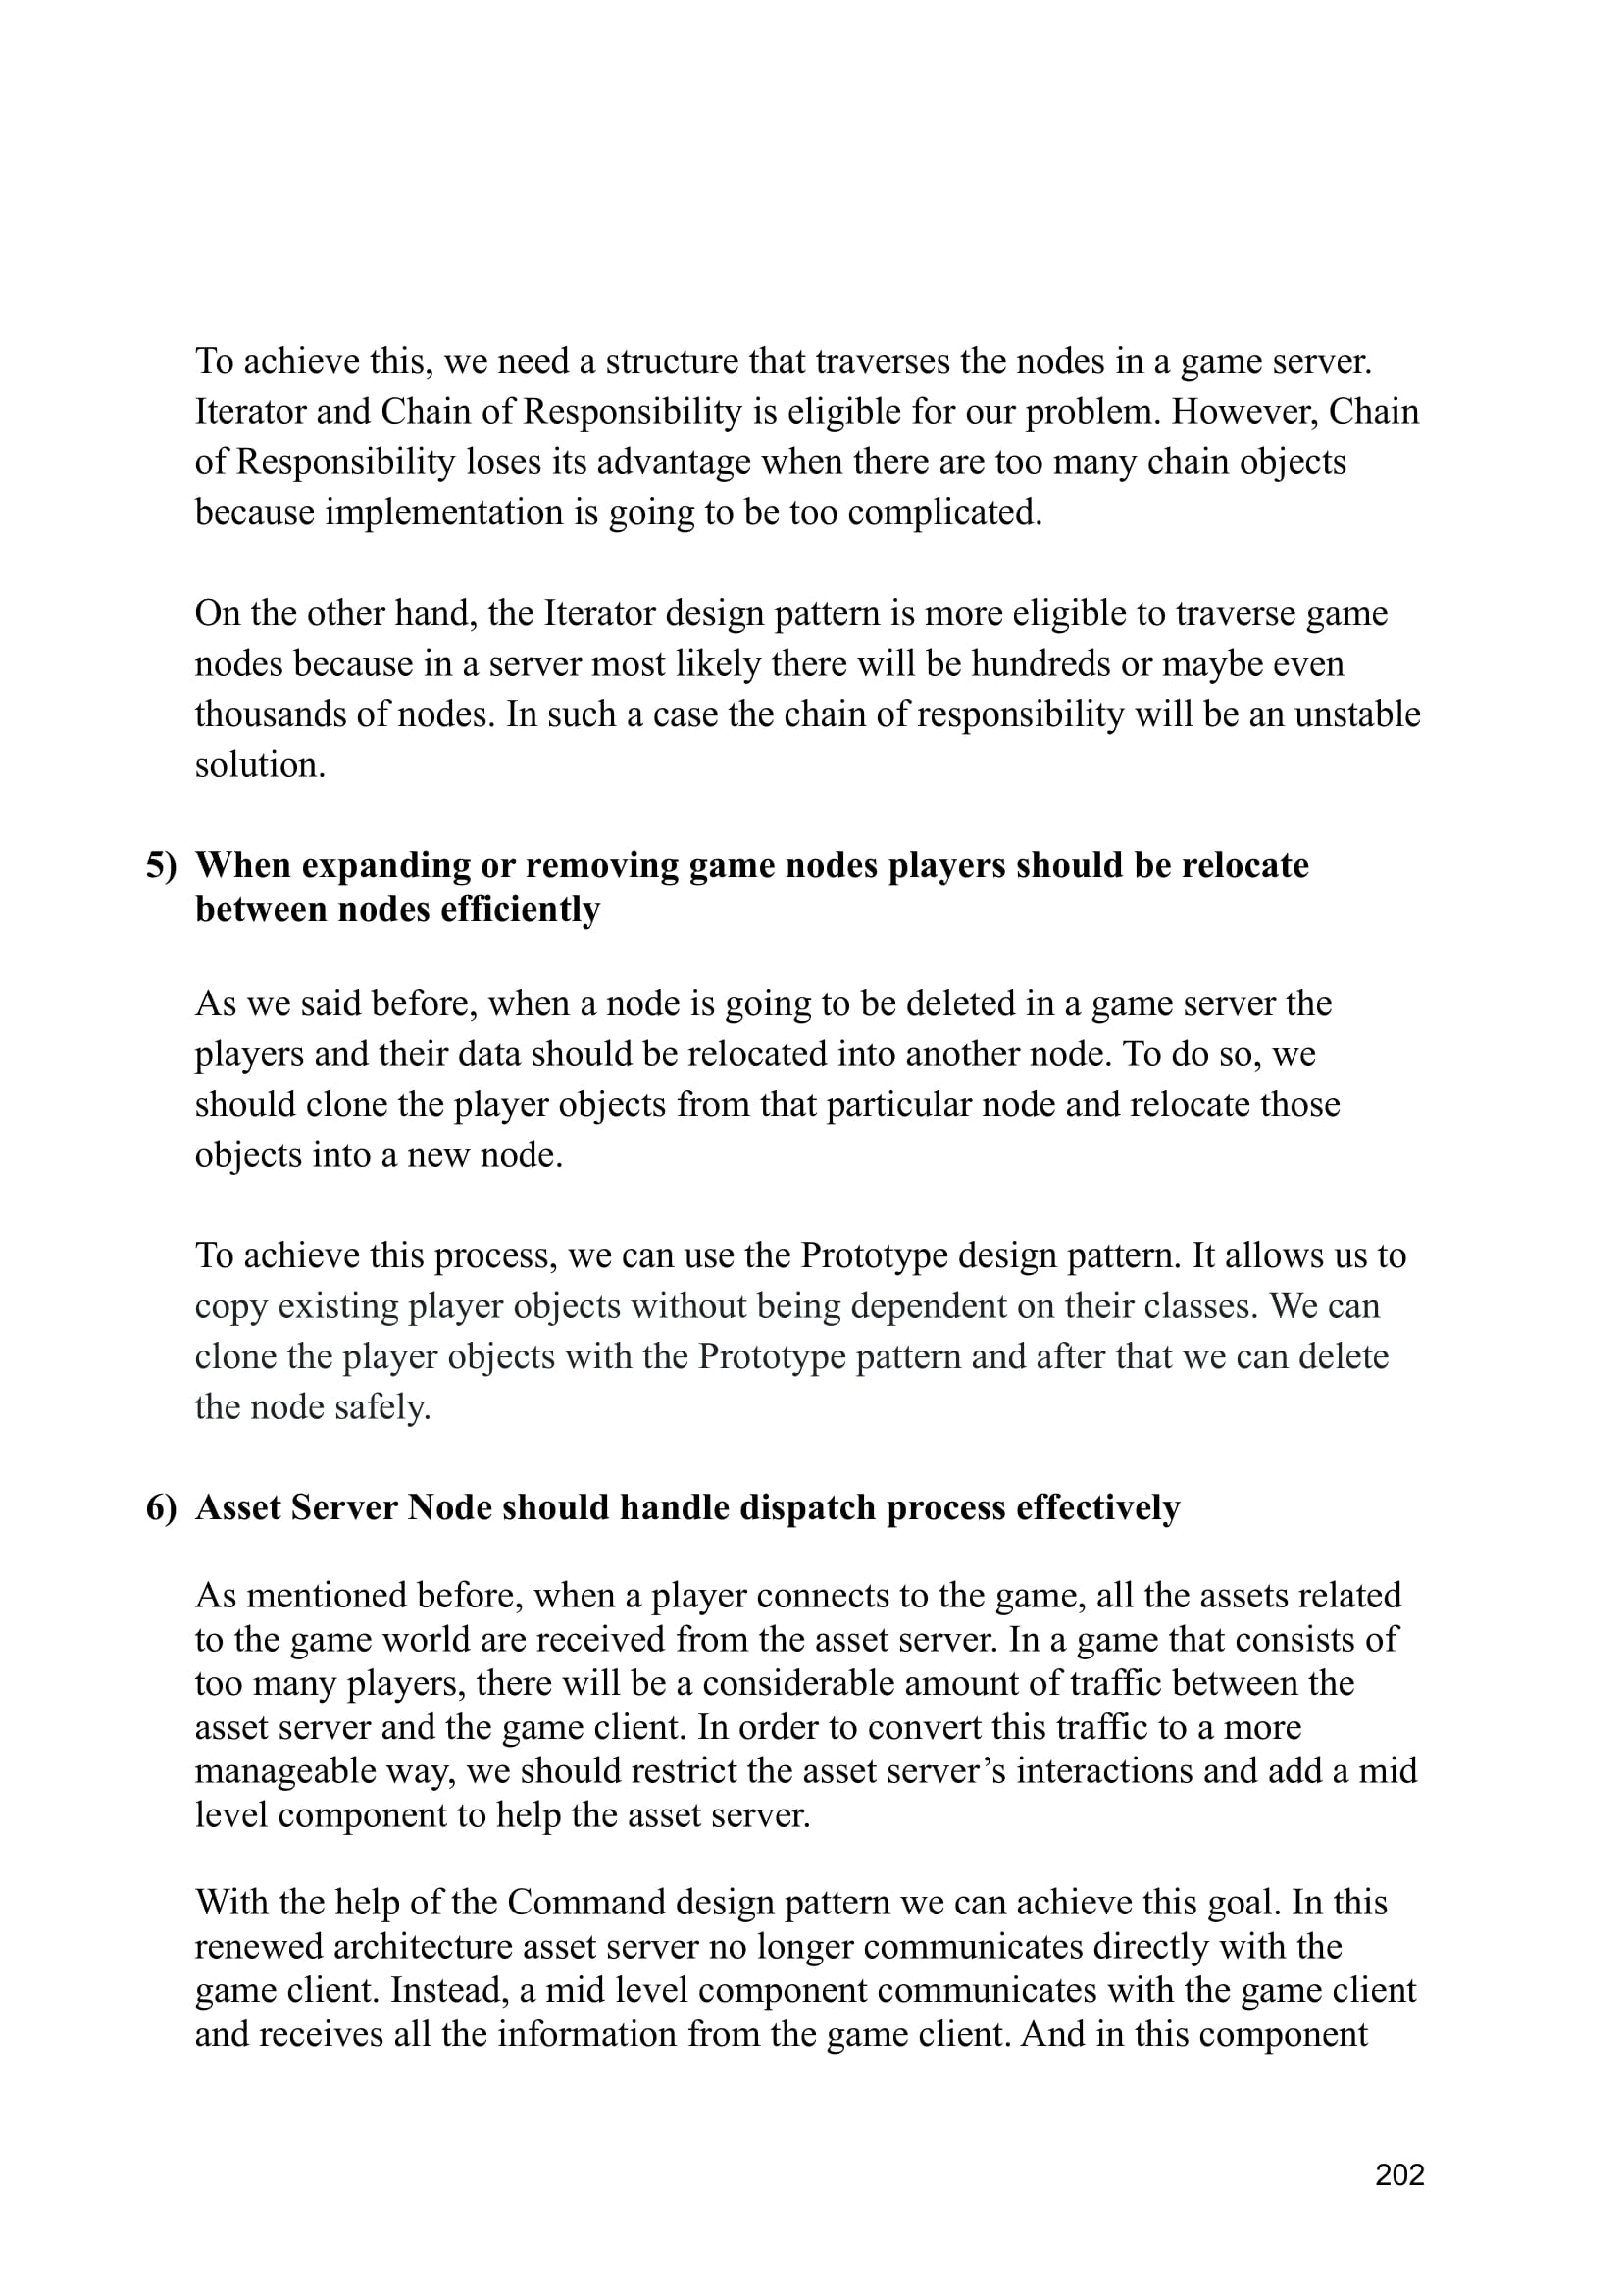 To achieve this, we need a structure that traverses the nodes in a game server.
Iterator and Chain of Responsibility is eligible for our problem. However, Chain
of Responsibility loses its advantage when there are too many chain objects
because implementation is going to be too complicated.
On the other hand, the Iterator design pattern is more eligible to traverse game
nodes because in a server most likely there will be hundreds or maybe even
thousands of nodes. In such a case the chain of responsibility will be an unstable
solution.
5) When expanding or removing game nodes players should be relocate
between nodes efficiently
As we said before, when a node is going to be deleted in a game server the
players and their data should be relocated into another node. To do so, we
should clone the player objects from that particular node and relocate those
objects into a new node.
To achieve this process, we can use the Prototype design pattern. It allows us to
copy existing player objects without being dependent on their classes. We can
clone the player objects with the Prototype pattern and after that we can delete
the node safely.
6) Asset Server Node should handle dispatch process effectively
As mentioned before, when a player connects to the game, all the assets related
to the game world are received from the asset server. In a game that consists of
too many players, there will be a considerable amount of traffic between the
asset server and the game client. In order to convert this traffic to a more
manageable way, we should restrict the asset server’s interactions and add a mid
level component to help the asset server.
With the help of the Command design pattern we can achieve this goal. In this
renewed architecture asset server no longer communicates directly with the
game client. Instead, a mid level component communicates with the game client
and receives all the information from the game client. And in this component
202